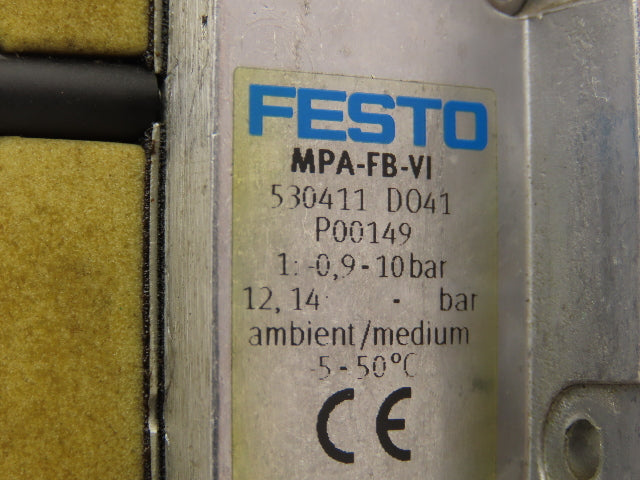 FESTO
MPA-FB-VI
530411 D041
P00149
1: -0,9-10 bar
12, 14: - bar
ambient/medium
-5-50°C
CE